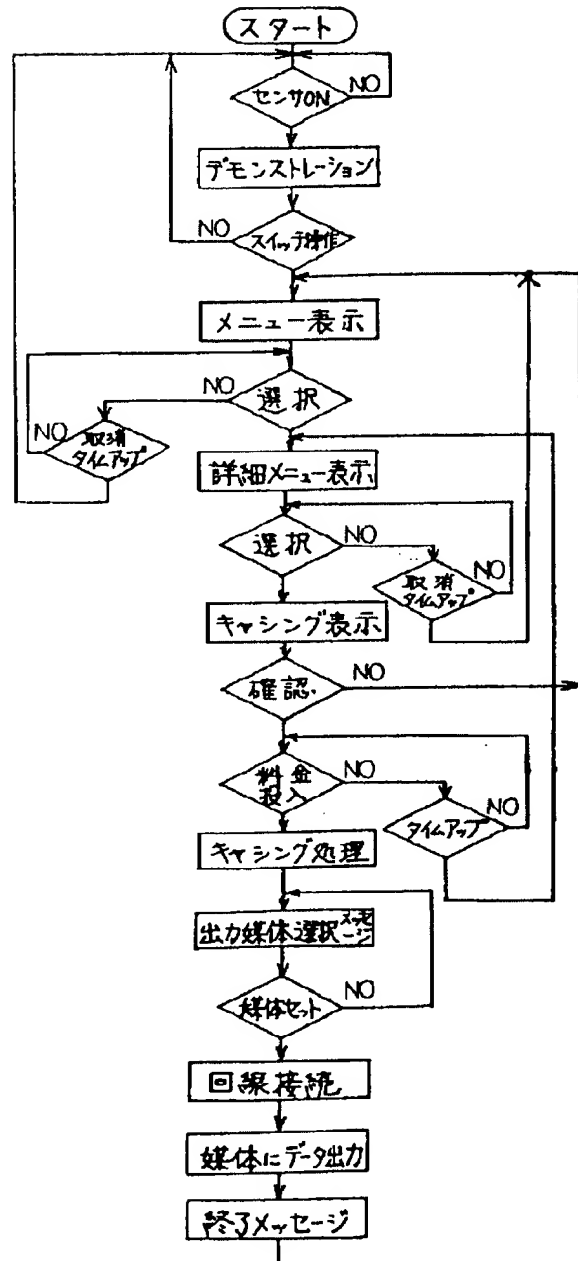 スタート
センサON
NO
デモンストレーション
NO
スイッチ操作
メニュー表示
NO
選択
NO
取消
タイムアップ
詳細メニュー表示
選択
NO
取消
タイムアップ
NO
キャシング表示
確認
NO
料金
投入
NO
タイムアップ
NO
キャシング処理
出力媒体選択メッセージ
媒体セット
NO
回線接続
媒体にデータ出力
終了メッセージ